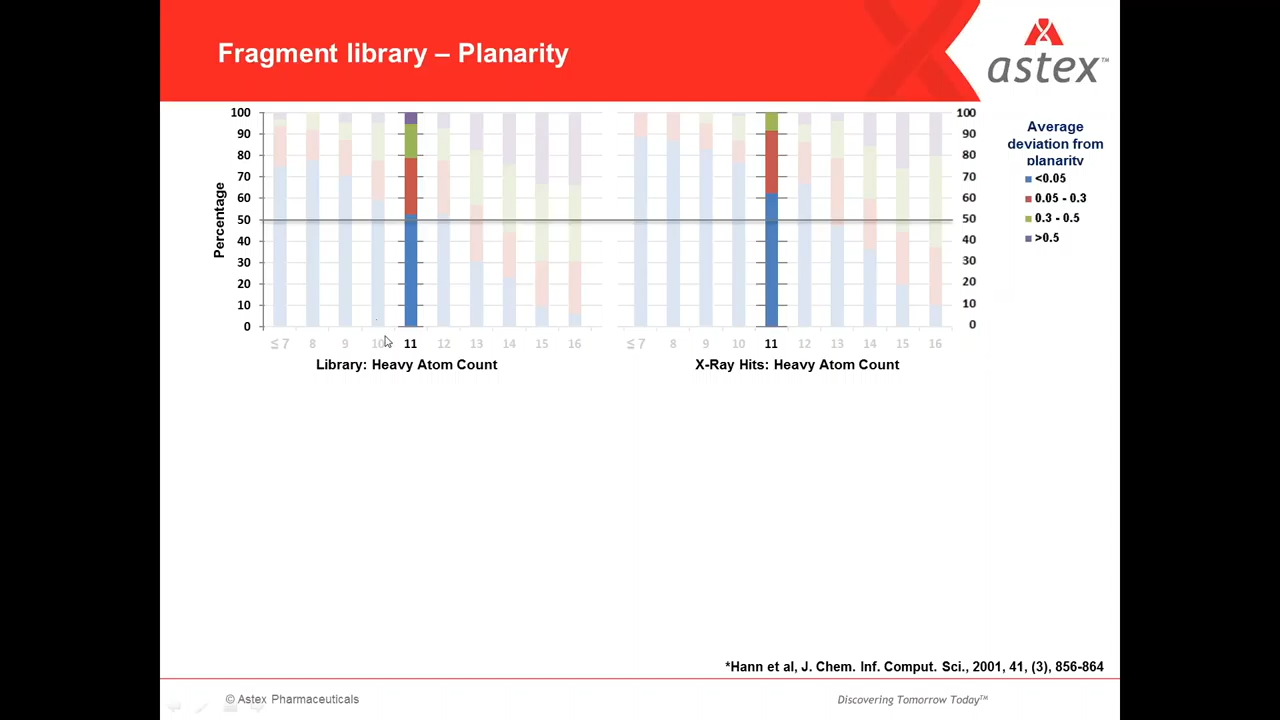 Fragment library – Planarity
astex™
100
90
80
70
60
50
40
30
20
10
0
Percentage
≤ 7 8 9 10 11 12 13 14 15 16
Library: Heavy Atom Count
≤ 7 8 9 10 11 12 13 14 15 16
X-Ray Hits: Heavy Atom Count
100
90
80
70
60
50
40
30
20
10
0
Average
deviation from
planarity
<0.05
0.05 - 0.3
0.3 - 0.5
>0.5
*Hann et al, J. Chem. Inf. Comput. Sci., 2001, 41, (3), 856-864
© Astex Pharmaceuticals
Discovering Tomorrow Today™